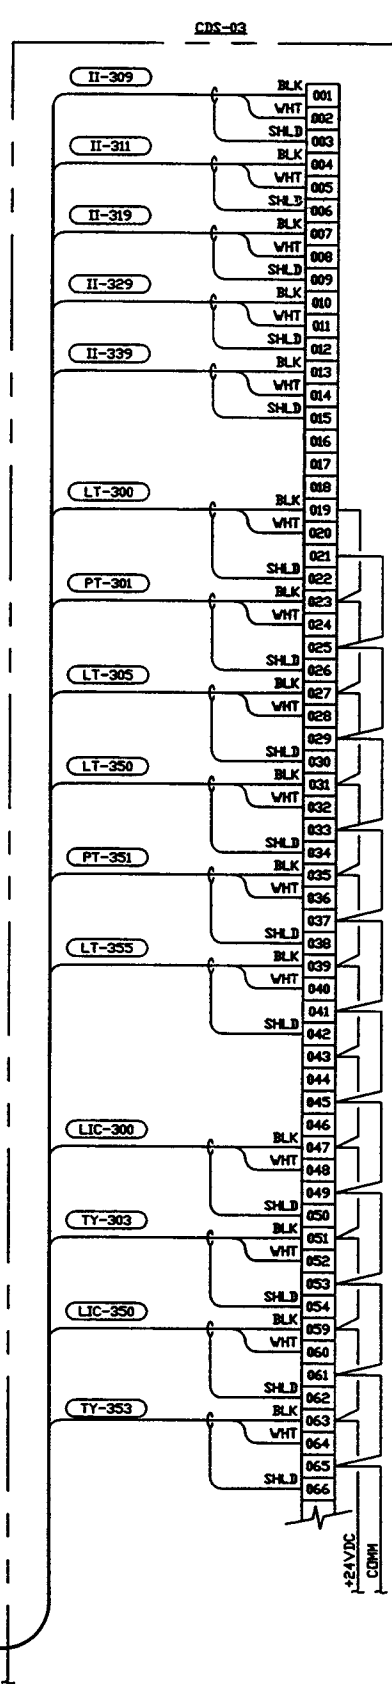 CDS-03
II-309
BLK 001
WHT 002
SHLD 003
II-311
BLK 004
WHT 005
SHLD 006
II-319
BLK 007
WHT 008
SHLD 009
II-329
BLK 010
WHT 011
SHLD 012
II-339
BLK 013
WHT 014
SHLD 015
016
017
018
LT-300
BLK 019
WHT 020
021
SHLD 022
PT-301
BLK 023
WHT 024
025
SHLD 026
LT-305
BLK 027
WHT 028
029
SHLD 030
LT-350
BLK 031
WHT 032
033
SHLD 034
PT-351
BLK 035
WHT 036
037
SHLD 038
LT-355
BLK 039
WHT 040
041
SHLD 042
043
044
045
046
LIC-300
BLK 047
WHT 048
049
SHLD 050
TY-303
BLK 051
WHT 052
053
SHLD 054
LIC-350
BLK 059
WHT 060
061
SHLD 062
TY-353
BLK 063
WHT 064
065
SHLD 066
+24VDC
COMM